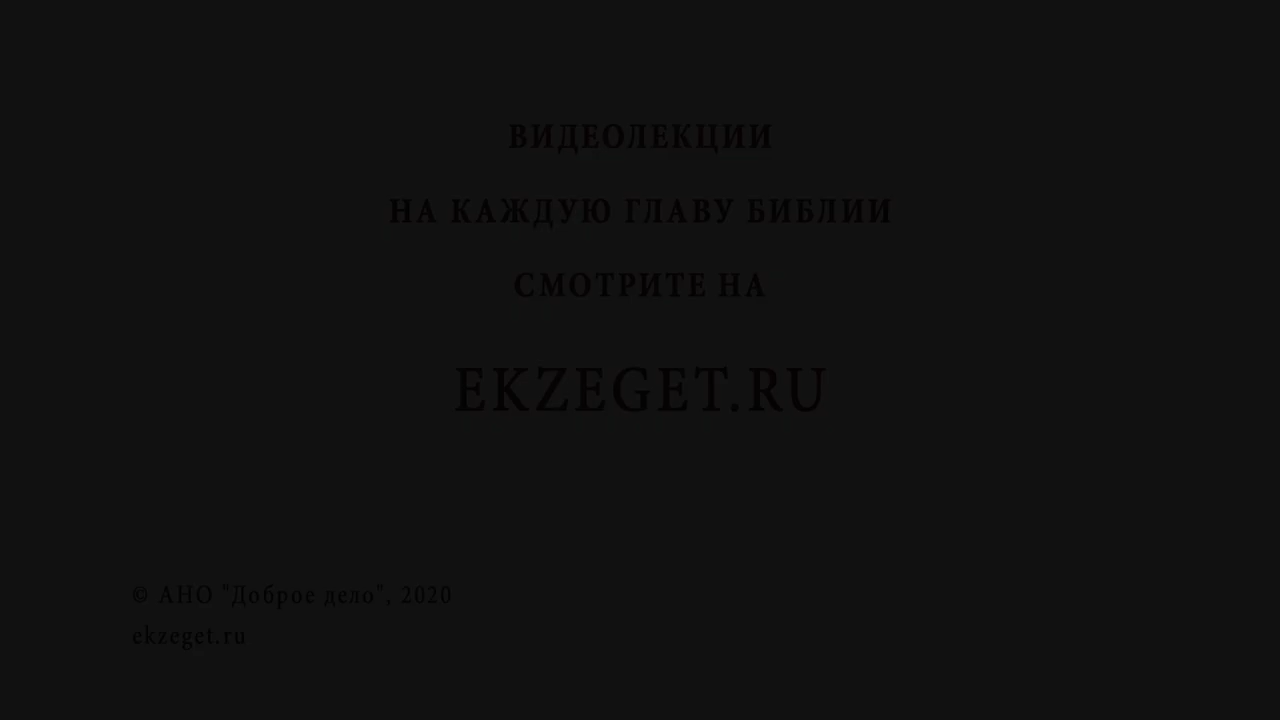 ВИДЕОЛЕКЦИИ
НА КАЖДУЮ ГЛАВУ БИБЛИИ
СМОТРИТЕ НА
EKZEGET.RU
© АНО "Доброе дело", 2020
ekzeget.ru